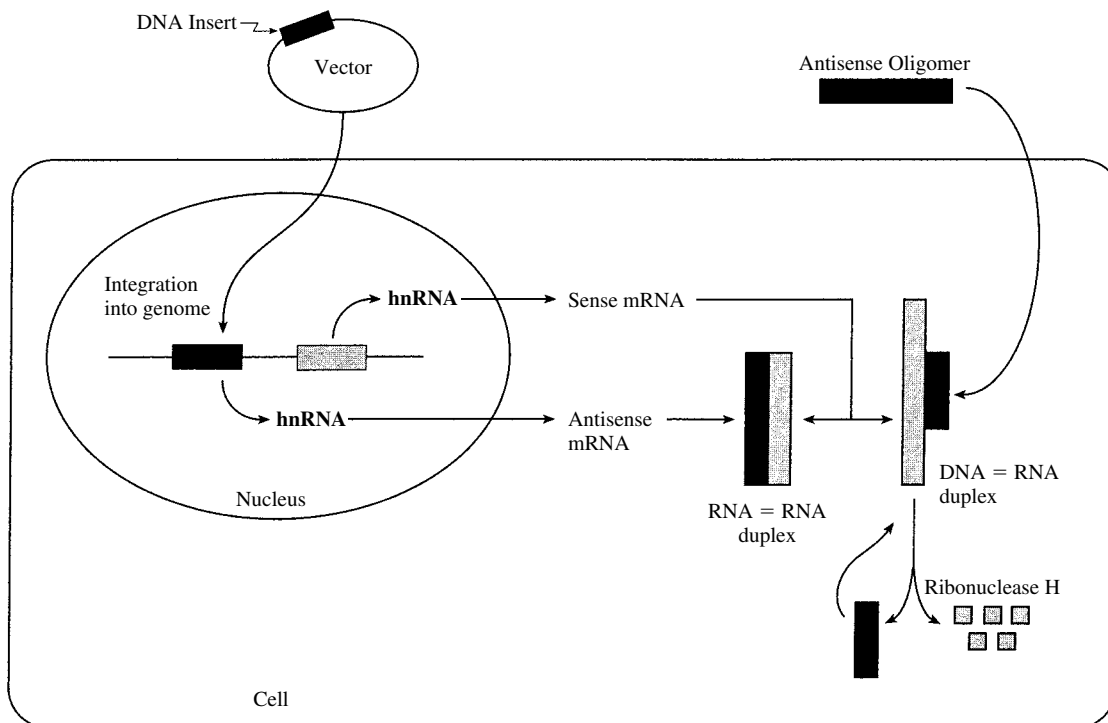 DNA Insert
Vector
Antisense Oligomer
Integration
into genome
hnRNA
Sense mRNA
hnRNA
Antisense
mRNA
Nucleus
RNA = RNA
duplex
DNA = RNA
duplex
Ribonuclease H
Cell